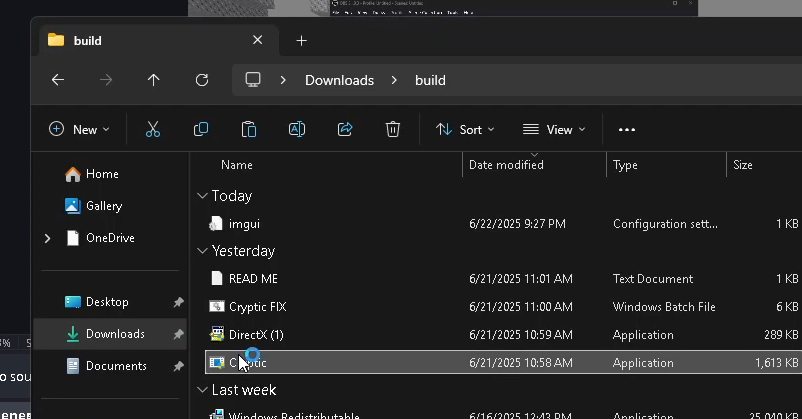 build
Downloads
build
New
Sort
View
Name
Date modified
Type
Size
Home
Gallery
OneDrive
Desktop
Downloads
Documents
Today
imgui 6/22/2025 9:27 PM Configuration sett... 1 KB
Yesterday
READ ME 6/21/2025 11:01 AM Text Document 1 KB
Cryptic FIX 6/21/2025 11:00 AM Windows Batch File 6 KB
DirectX (1) 6/21/2025 10:59 AM Application 289 KB
Cryptic 6/21/2025 10:58 AM Application 1,613 KB
Last week
Windows Redistributable 6/16/2025 12:43 PM Application 25,040 KB